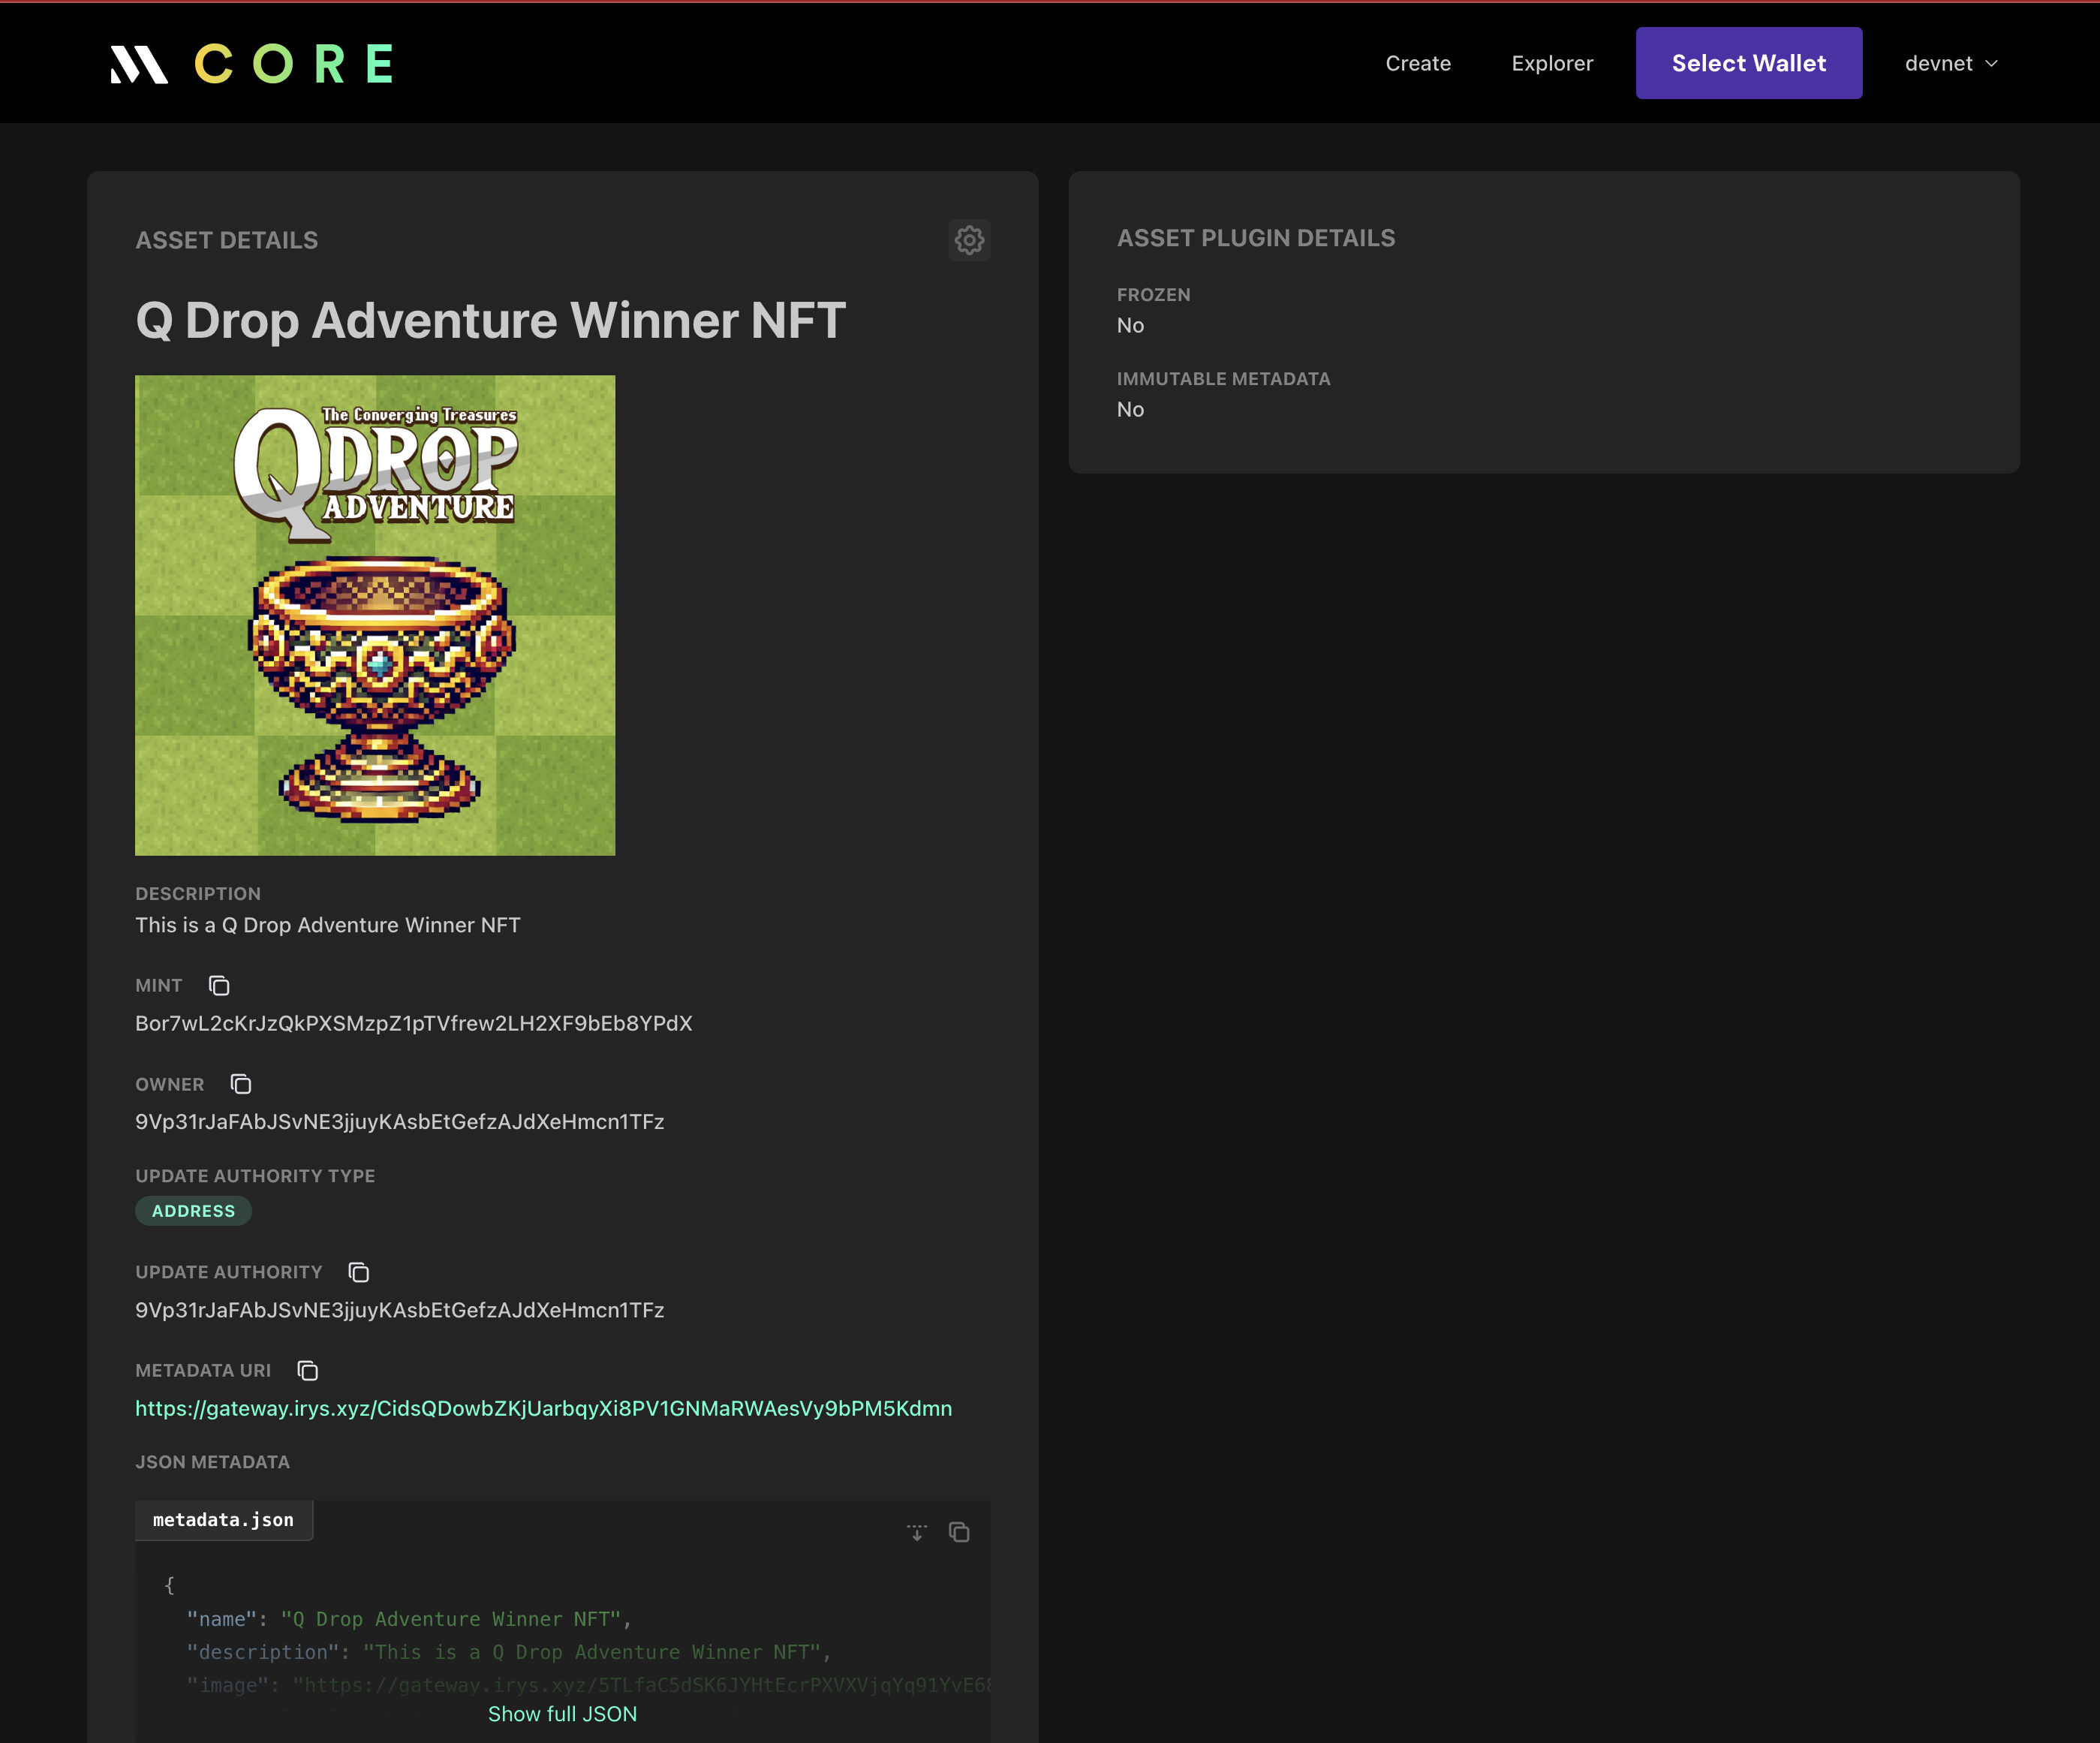 CORE
Create
Explorer
Select Wallet
devnet
ASSET DETAILS
Q Drop Adventure Winner NFT
The Converging Treasures
QDROP
ADVENTURE
DESCRIPTION
This is a Q Drop Adventure Winner NFT
MINT
Bor7wL2cKrJzQkPXSMzpZ1pTVfrew2LH2XF9bEb8YPdX
OWNER
9Vp31rJaFAbJSvNE3jjuyKAsbEtGefzAJdXeHmcn1TFz
UPDATE AUTHORITY TYPE
ADDRESS
UPDATE AUTHORITY
9Vp31rJaFAbJSvNE3jjuyKAsbEtGefzAJdXeHmcn1TFz
METADATA URI
https://gateway.irys.xyz/CidsQDowbZKjUarbqyXi8PV1GNMaRWAesVy9bPM5Kdmn
JSON METADATA
metadata.json
{
"name": "Q Drop Adventure Winner NFT",
"description": "This is a Q Drop Adventure Winner NFT",
"image": "https://gateway.irys.xyz/5TLfaC5dSK6JYHtEcrPXVXVjqYq91YvE68
Show full JSON
ASSET PLUGIN DETAILS
FROZEN
No
IMMUTABLE METADATA
No